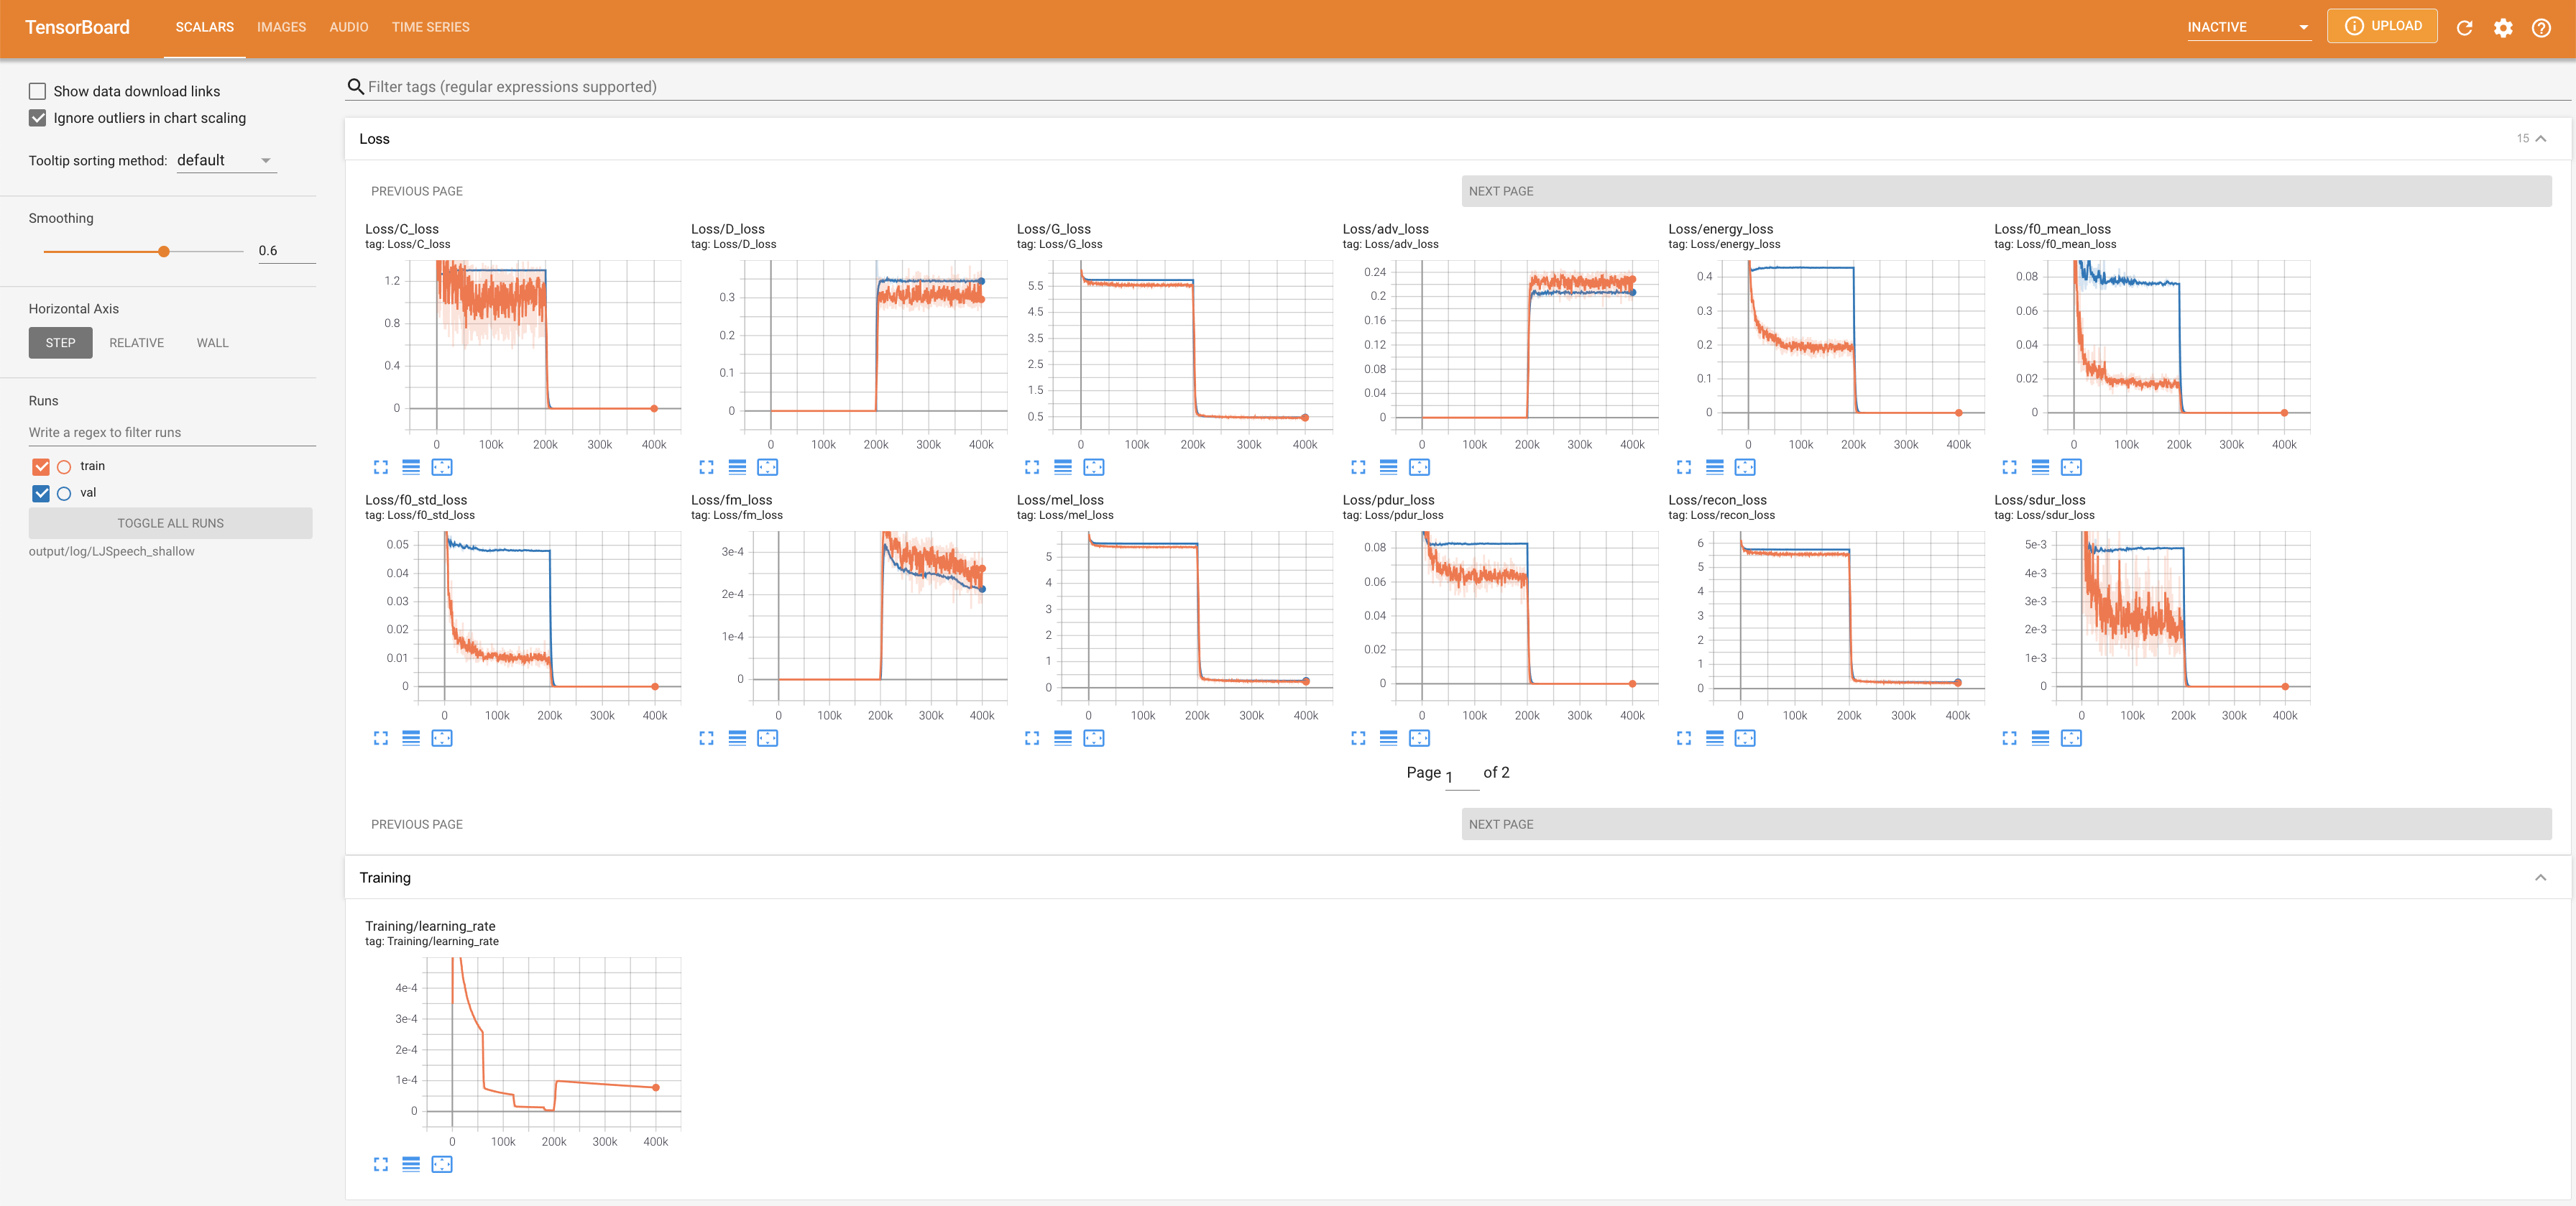 TensorBoard SCALARS IMAGES AUDIO TIME SERIES INACTIVE UPLOAD
Show data download links
Ignore outliers in chart scaling
Tooltip sorting method: default
Smoothing
0.6
Horizontal Axis
STEP RELATIVE WALL
Runs
Write a regex to filter runs
train
val
TOGGLE ALL RUNS
output/log/LJSpeech_shallow
Filter tags (regular expressions supported)
Loss 15
PREVIOUS PAGE NEXT PAGE
Loss/C_loss
tag: Loss/C_loss
1.2
0.8
0.4
0
0 100k 200k 300k 400k
Loss/D_loss
tag: Loss/D_loss
0.3
0.2
0.1
0
0 100k 200k 300k 400k
Loss/G_loss
tag: Loss/G_loss
5.5
4.5
3.5
2.5
1.5
0.5
0 100k 200k 300k 400k
Loss/adv_loss
tag: Loss/adv_loss
0.24
0.2
0.16
0.12
0.08
0.04
0
0 100k 200k 300k 400k
Loss/energy_loss
tag: Loss/energy_loss
0.4
0.3
0.2
0.1
0
0 100k 200k 300k 400k
Loss/f0_mean_loss
tag: Loss/f0_mean_loss
0.08
0.06
0.04
0.02
0
0 100k 200k 300k 400k
Loss/f0_std_loss
tag: Loss/f0_std_loss
0.05
0.04
0.03
0.02
0.01
0
0 100k 200k 300k 400k
Loss/fm_loss
tag: Loss/fm_loss
3e-4
2e-4
1e-4
0
0 100k 200k 300k 400k
Loss/mel_loss
tag: Loss/mel_loss
5
4
3
2
1
0
0 100k 200k 300k 400k
Loss/pdur_loss
tag: Loss/pdur_loss
0.08
0.06
0.04
0.02
0
0 100k 200k 300k 400k
Loss/recon_loss
tag: Loss/recon_loss
6
5
4
3
2
1
0
0 100k 200k 300k 400k
Loss/sdur_loss
tag: Loss/sdur_loss
5e-3
4e-3
3e-3
2e-3
1e-3
0
0 100k 200k 300k 400k
Page 1 of 2
PREVIOUS PAGE NEXT PAGE
Training
Training/learning_rate
tag: Training/learning_rate
4e-4
3e-4
2e-4
1e-4
0
0 100k 200k 300k 400k